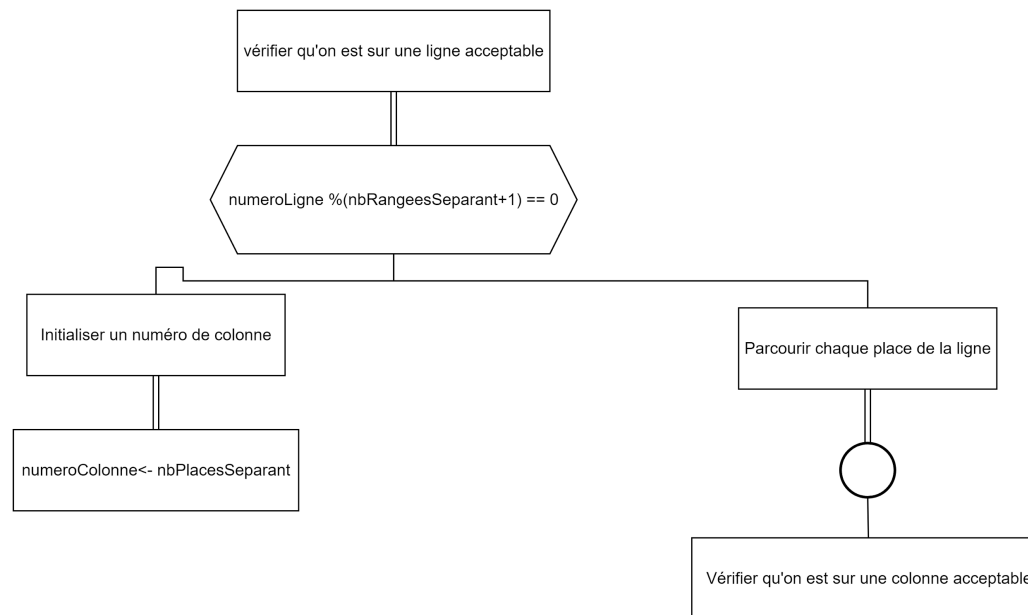 vérifier qu'on est sur une ligne acceptable
numeroLigne %(nbRangeesSeparant+1) == 0
Initialiser un numéro de colonne
Parcourir chaque place de la ligne
numeroColonne<- nbPlacesSeparant
Vérifier qu'on est sur une colonne acceptable